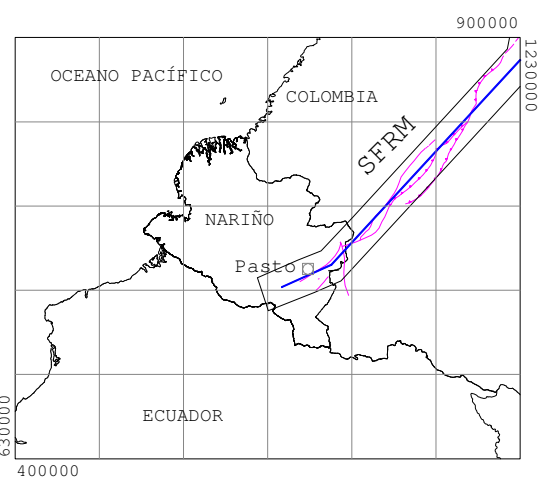 900000
1230000
OCEANO PACÍFICO
COLOMBIA
SFRM
NARIÑO
Pasto
ECUADOR
630000
400000